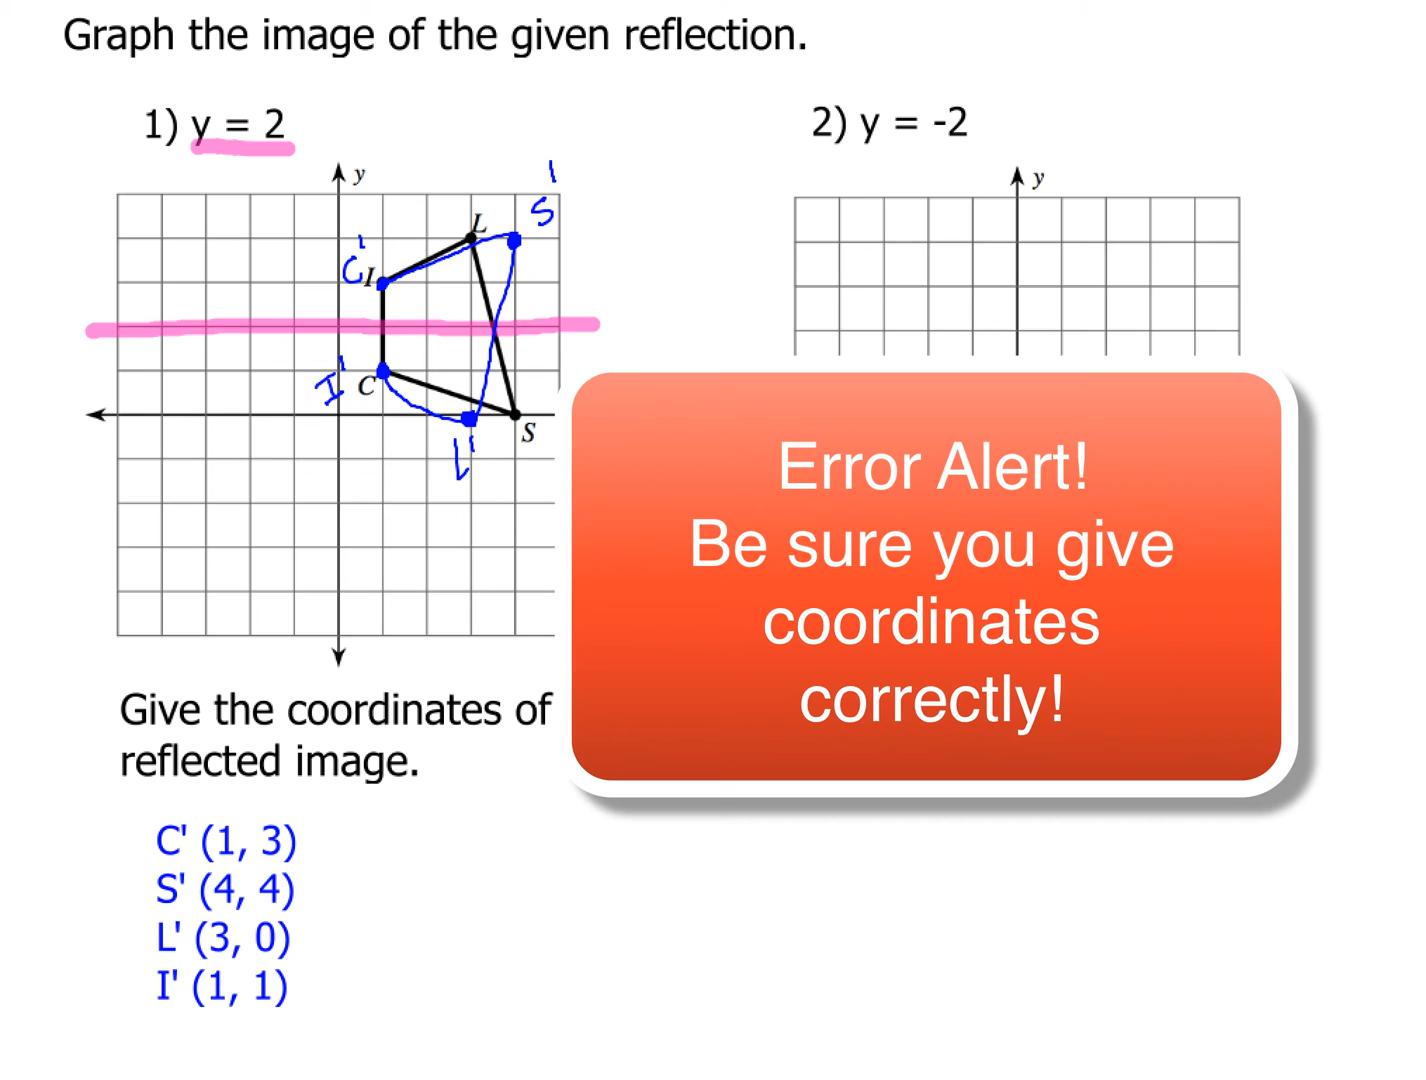 Graph the image of the given reflection.
1) y = 2
2) y = -2
y
y
S'
L
C'
I
I'
C
S
L'
Error Alert!
Be sure you give
coordinates
correctly!
Give the coordinates of
reflected image.
C' (1, 3)
S' (4, 4)
L' (3, 0)
I' (1, 1)